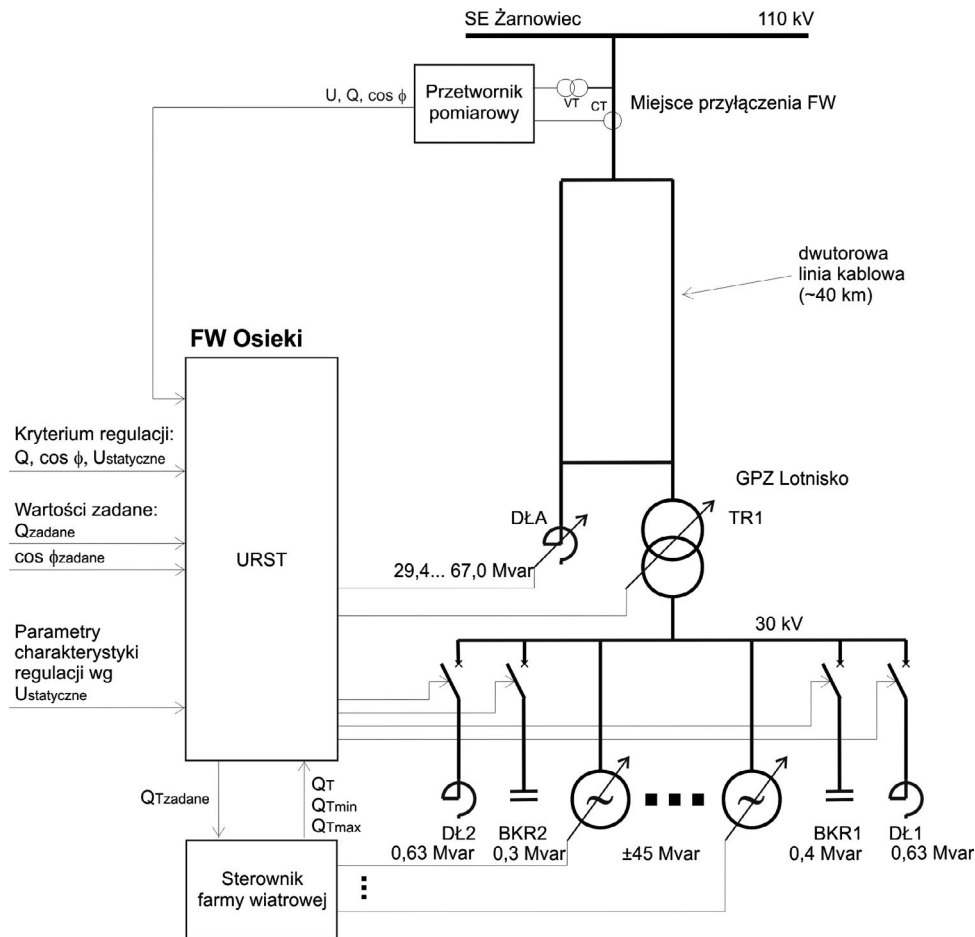 SE Żarnowiec
110 kV
U, Q, cos ϕ
Przetwornik
pomiarowy
VT
CT
Miejsce przyłączenia FW
dwutorowa
linia kablowa
(~40 km)
FW Osieki
Kryterium regulacji:
Q, cos ϕ, Ustatyczne
Wartości zadane:
Qzadane
cos ϕzadane
URST
Parametry
charakterystyki
regulacji wg
Ustatyczne
GPZ Lotnisko
DŁA
TR1
29,4... 67,0 Mvar
30 kV
QTzadane
QT
QTmin
QTmax
DŁ2
0,63 Mvar
BKR2
0,3 Mvar
±45 Mvar
BKR1
0,4 Mvar
DŁ1
0,63 Mvar
Sterownik
farmy wiatrowej